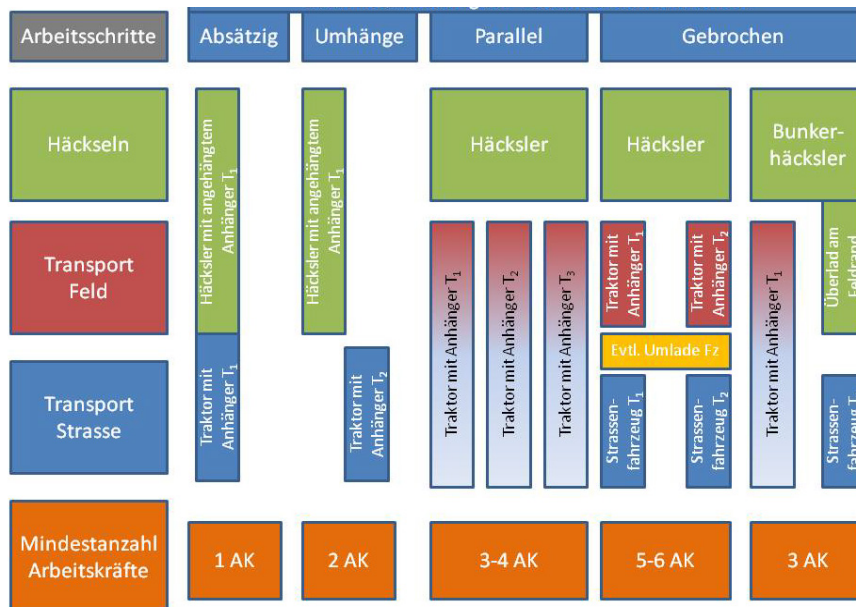 Arbeitsschritte
Absätzig
Umhänge
Parallel
Gebrochen
Häckseln
Häcksler mit angehängtem
Anhänger T1
Häcksler mit angehängtem
Anhänger T1
Häcksler
Häcksler
Bunker-
häcksler
Transport
Feld
Traktor mit Anhänger T1
Traktor mit Anhänger T2
Traktor mit Anhänger T3
Traktor mit
Anhänger T1
Traktor mit
Anhänger T2
Traktor mit Anhänger T1
Überlad am
Feldrand
Evtl. Umlade Fz
Transport
Strasse
Traktor mit
Anhänger T1
Traktor mit
Anhänger T2
Strassen-
fahrzeug T1
Strassen-
fahrzeug T2
Strassen-
fahrzeug T
Mindestanzahl
Arbeitskräfte
1 AK
2 AK
3-4 AK
5-6 AK
3 AK